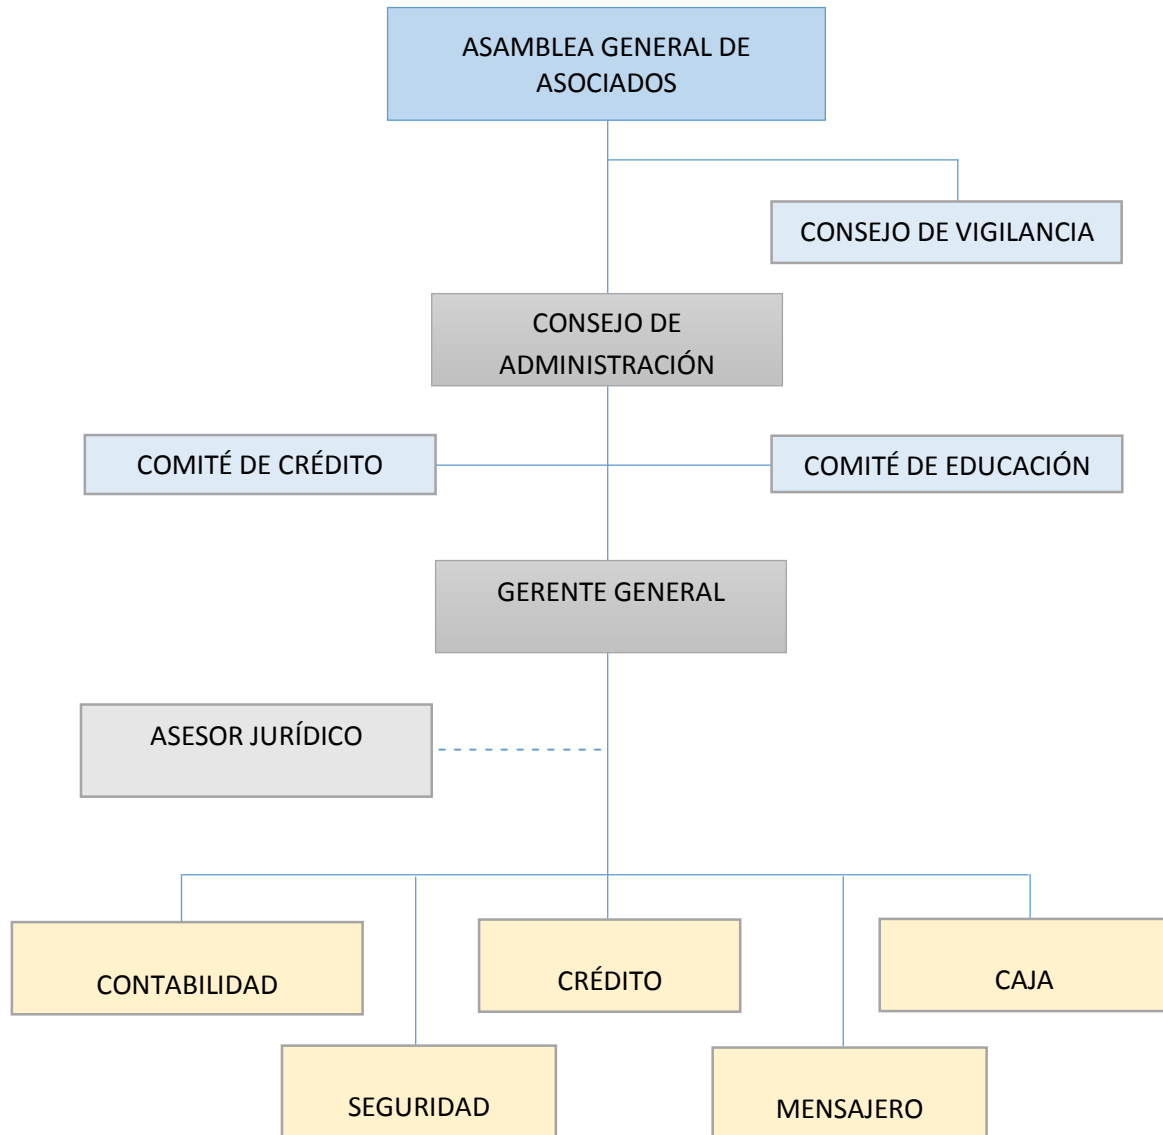 ASAMBLEA GENERAL DE
ASOCIADOS
CONSEJO DE VIGILANCIA
CONSEJO DE
ADMINISTRACIÓN
COMITÉ DE CRÉDITO
COMITÉ DE EDUCACIÓN
GERENTE GENERAL
ASESOR JURÍDICO
CONTABILIDAD
CRÉDITO
CAJA
SEGURIDAD
MENSAJERO